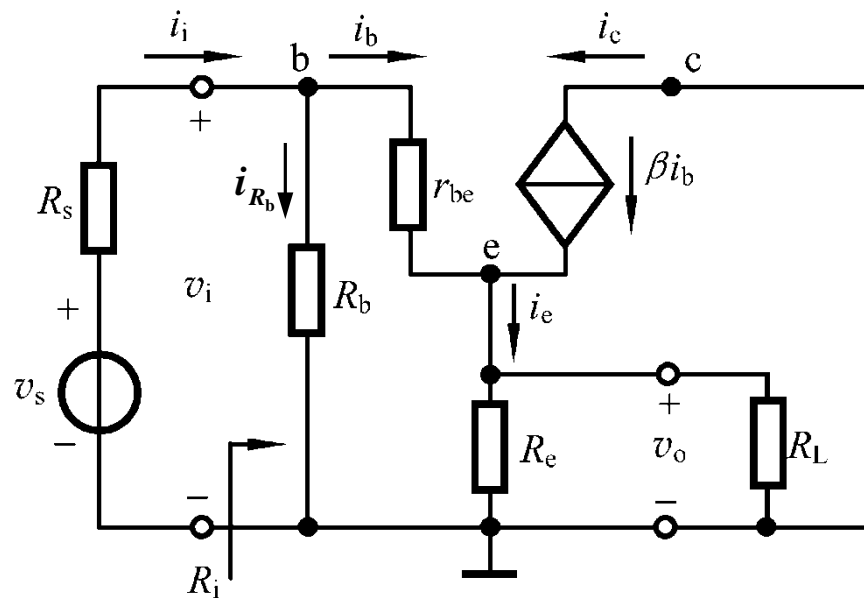 i_i
i_b
i_c
b
c
+
R_s
i_{R_b}
r_be
βi_b
e
+
v_i
R_b
i_e
v_s
−
+
R_e
v_o
R_L
−
−
R_i